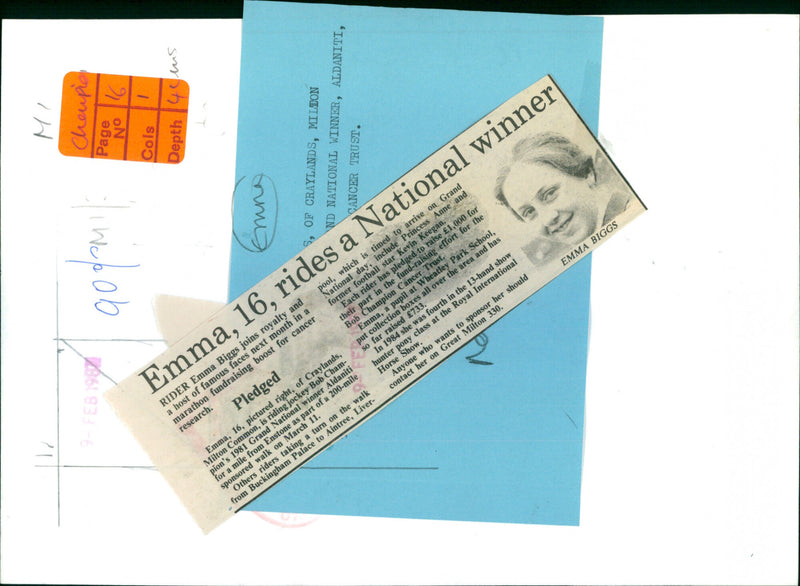 Emma, 16, rides a National winner
RIDER Emma Biggs joins royalty and
a host of famous faces next month in a
marathon fundraising boost for cancer
research.
Pledged
Emma, 16, pictured right, of Craylands,
Milton Common, is riding jockey Bob Cham-
pion's 1981 Grand National winner Aldaniti
for a mile from Enstone as part of a 200-mile
sponsored walk on March 11.
Others riders taking a turn on the walk
from Buckingham Palace to Aintree, Liver-
pool, which is timed to arrive on Grand
National day, include Princess Anne and
former football star Kevin Keegan.
Each rider has pledged to raise £1,000 for
their part in the fund-raising effort for the
Bob Champion Cancer Trust.
Emma, a pupil at Wheatley Park School,
put collection boxes all over the area and has
so far raised £733.
In 1984 she was fourth in the 13-hand show
hunter pony class at the Royal International
Horse Show.
Anyone who wants to sponsor her should
contact her on Great Milton 330.
EMMA BIGGS
S, OF CRAYLANDS, MILTON
ND NATIONAL WINNER, ALDANITI,
CANCER TRUST.
Emma
Page
No
16
Cols
1
Depth
9-FEB 198